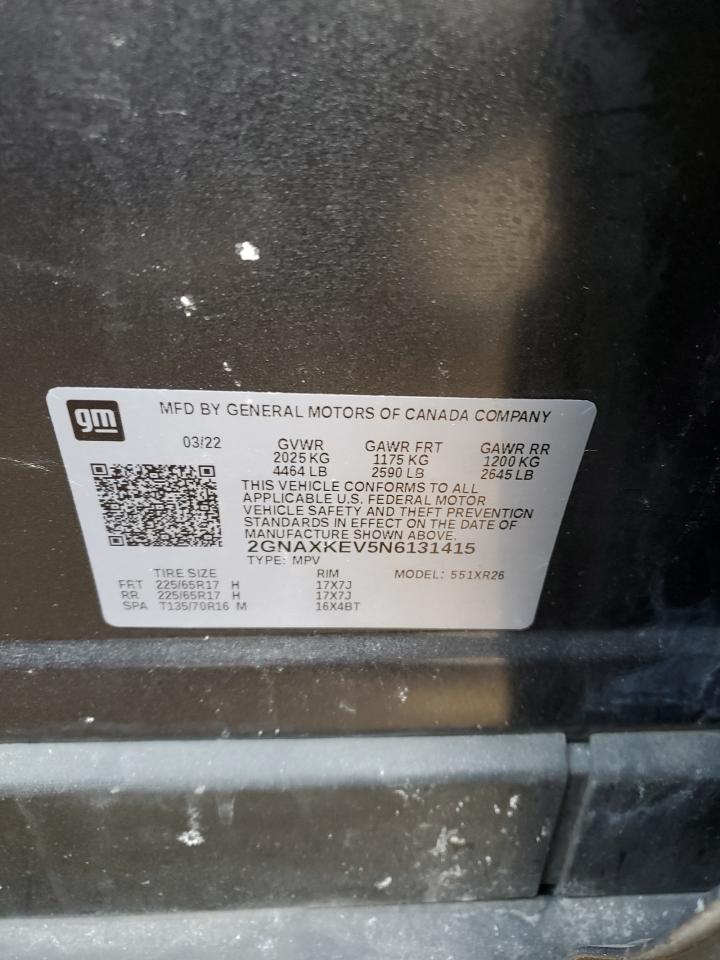 gm
MFD BY GENERAL MOTORS OF CANADA COMPANY
03/22 GVWR GAWR FRT GAWR RR
2025 KG 1175 KG 1200 KG
4464 LB 2590 LB 2645 LB
THIS VEHICLE CONFORMS TO ALL
APPLICABLE U.S. FEDERAL MOTOR
VEHICLE SAFETY AND THEFT PREVENTION
STANDARDS IN EFFECT ON THE DATE OF
MANUFACTURE SHOWN ABOVE.
2GNAXKEV5N6131415
TYPE: MPV
TIRE SIZE RIM MODEL: 551XR26
FRT 225/65R17 H 17X7J
RR 225/65R17 H 17X7J
SPA T135/70R16 M 16X4BT